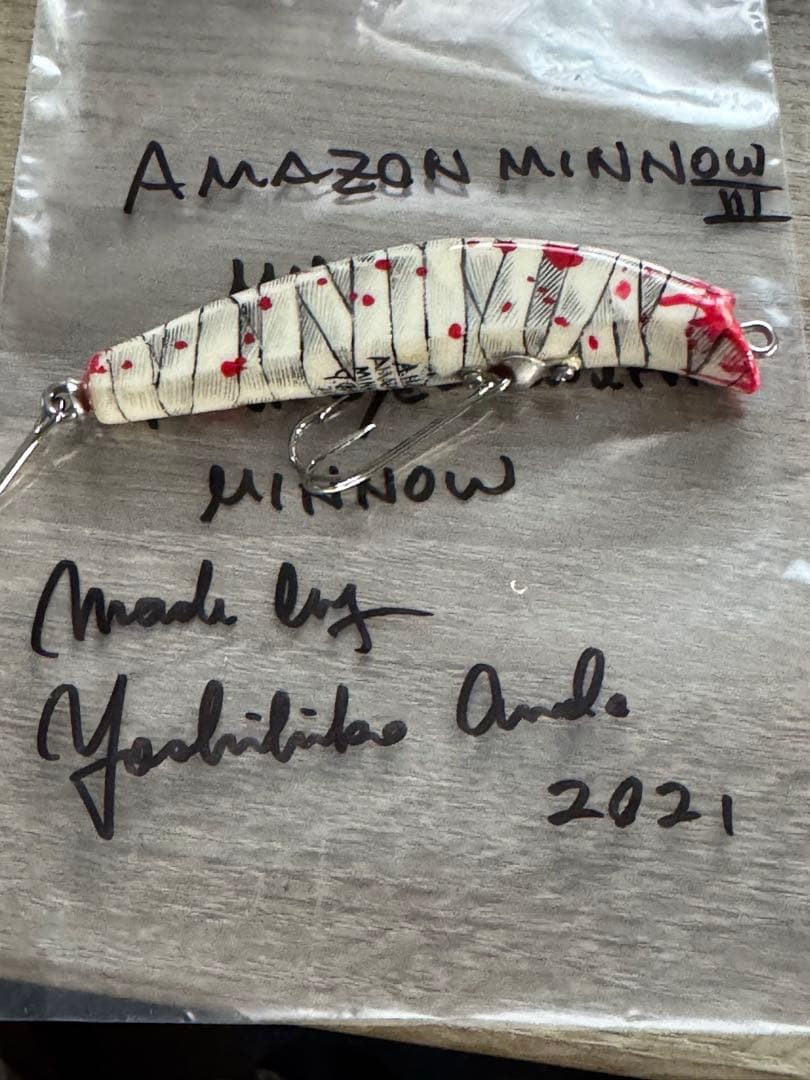 AMAZON MINNOW
III
MINNOW
Made by
Yoshihiko Ando
2021